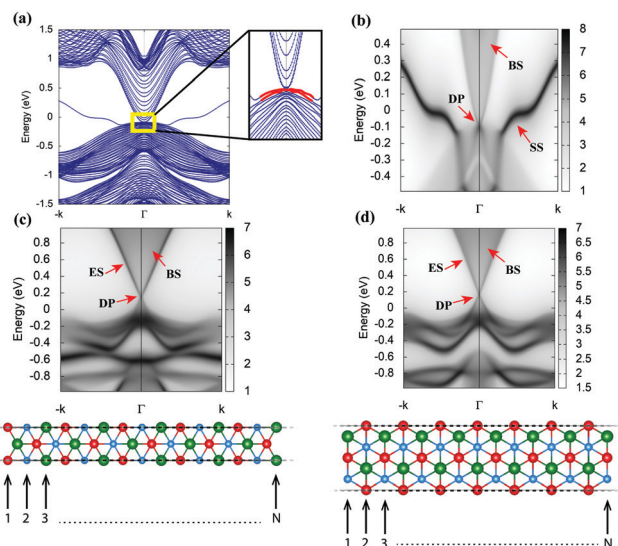 (a)
Energy (eV)
1.5
1
0.5
0
-0.5
-1
-1.5
-k
Γ
k
(b)
Energy (eV)
0.4
0.3
0.2
0.1
0
-0.1
-0.2
-0.3
-0.4
BS
DP
SS
8
7
6
5
4
3
2
1
-k
Γ
k
(c)
Energy (eV)
0.8
0.6
0.4
0.2
0
-0.2
-0.4
-0.6
-0.8
ES
BS
DP
7
6
5
4
3
2
1
-k
Γ
k
(d)
Energy (eV)
0.8
0.6
0.4
0.2
0
-0.2
-0.4
-0.6
-0.8
ES
BS
DP
7
6.5
6
5.5
5
4.5
4
3.5
3
2.5
2
1.5
-k
Γ
k
1 2 3 ........................ N
1 2 3 ........................ N